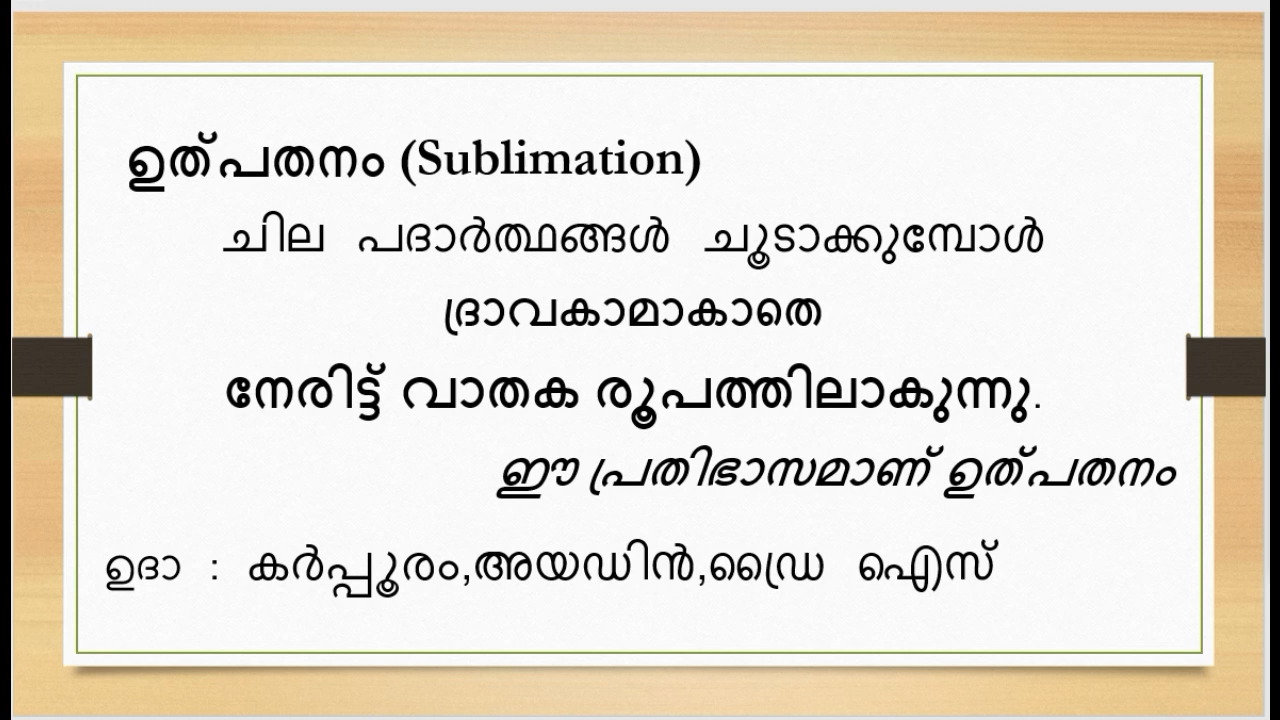 ഉത്പതനം (Sublimation)
ചില പദാർത്ഥങ്ങൾ ചൂടാക്കുമ്പോൾ
ദ്രാവകാമാകാതെ
നേരിട്ട് വാതക രൂപത്തിലാകുന്നു.
ഈ പ്രതിഭാസമാണ് ഉത്പതനം
ഉദാ : കർപ്പൂരം,അയഡിൻ,ഡ്രൈ ഐസ്